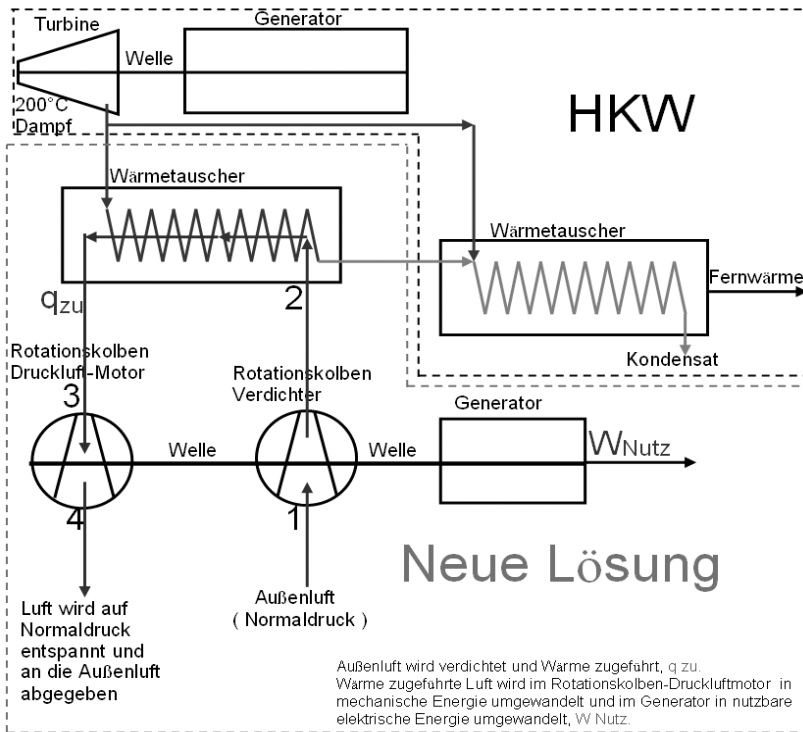 Turbine
Generator
Welle
200°C
Dampf
HKW
Wärmetauscher
Wärmetauscher
Fernwärme
q zu
2
Kondensat
Rotationskolben
Druckluft-Motor
3
Rotationskolben
Verdichter
Generator
Welle
Welle
W Nutz
4
1
Neue Lösung
Luft wird auf
Normaldruck
entspannt und
an die Außenluft
abgegeben
Außenluft
( Normaldruck )
Außenluft wird verdichtet und Wärme zugeführt, q zu.
Wärme zugeführte Luft wird im Rotationskolben-Druckluftmotor in
mechanische Energie umgewandelt und im Generator in nutzbare
elektrische Energie umgewandelt, W Nutz.